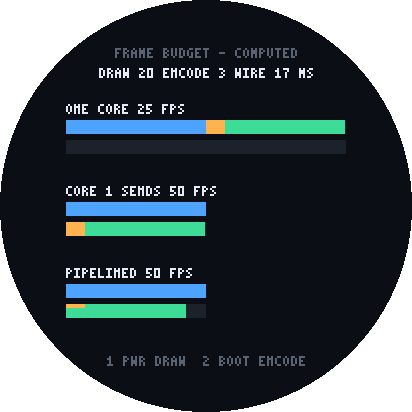 FRAME BUDGET - COMPUTED
DRAW 20 ENCODE 3 WIRE 17 MS
ONE CORE 25 FPS
CORE 1 SENDS 50 FPS
PIPELINED 50 FPS
1 PWR DRAW  2 BOOT ENCODE